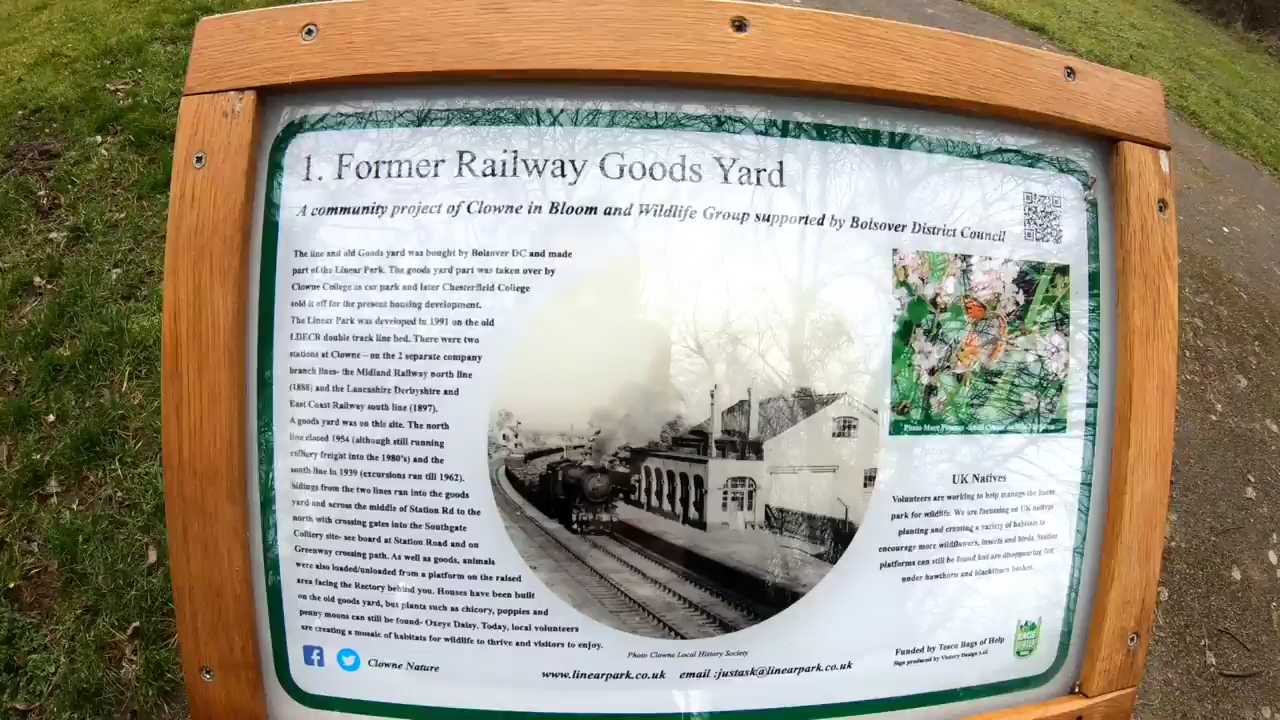 1. Former Railway Goods Yard
A community project of Clowne in Bloom and Wildlife Group supported by Bolsover District Council
The line and old Goods yard was bought by Bolsover DC and made
part of the Linear Park. The goods yard part was taken over by
Clowne College as car park and later Chesterfield College
sold it off for the present housing development.
The Linear Park was developed in 1991 on the old
LDECR double track line bed. There were two
stations at Clowne – on the 2 separate company
branch lines- the Midland Railway north line
(1888) and the Lancashire Derbyshire and
East Coast Railway south line (1897).
A goods yard was on this site. The north
line closed 1954 (although still running
colliery freight into the 1980's) and the
south line in 1939 (excursions ran till 1962).
Sidings from the two lines ran into the goods
yard and across the middle of Station Rd to the
north with crossing gates into the Southgate
Colliery site- see board at Station Road and on
Greenway crossing path. As well as goods, animals
were also loaded/unloaded from a platform on the raised
area facing the Rectory behind you. Houses have been built
on the old goods yard, but plants such as chicory, poppies and
penny moons can still be found- Oxeye Daisy. Today, local volunteers
are creating a mosaic of habitats for wildlife to thrive and visitors to enjoy.
Photo Clowne Local History Society
UK Natives
Volunteers are working to help manage the linear
park for wildlife. We are focussing on UK natives
planting and creating a variety of habitats to
encourage more wildflowers, insects and birds. Station
platforms can still be found but are disappearing fast
under hawthorn and blackthorn bushes.
Clowne Nature
www.linearpark.co.uk email :justask@linearpark.co.uk
Funded by Tesco Bags of Help
Sign produced by Victory Design Ltd
BAGS